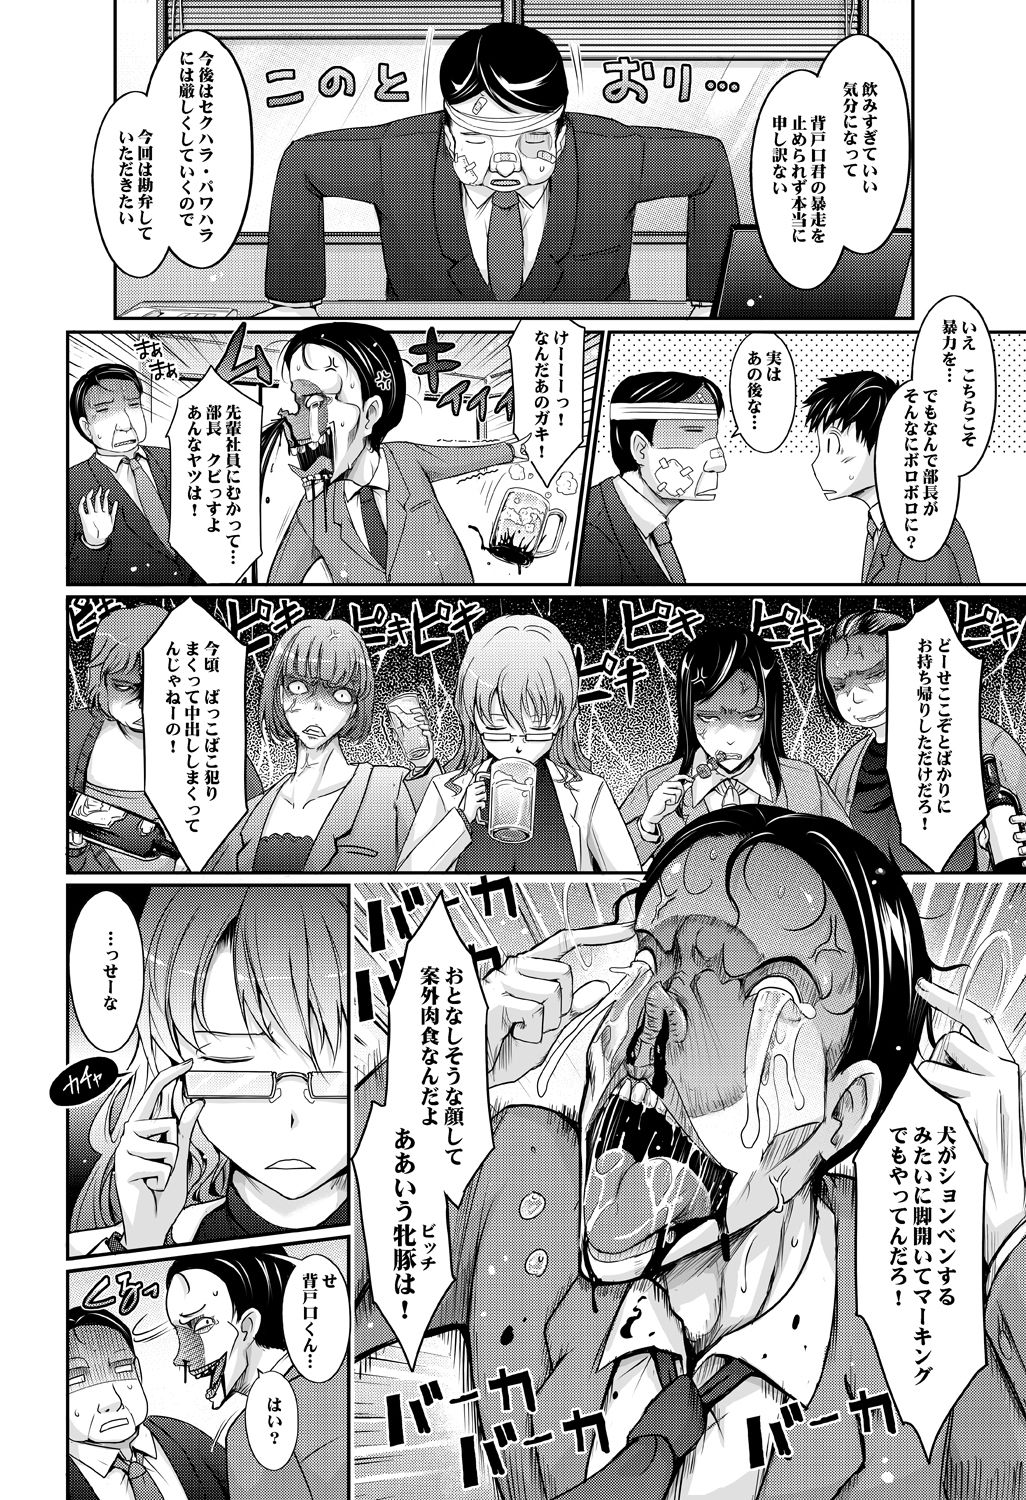 飲みすぎていい
気分になって
背戸口君の暴走を
止められず本当に
申し訳ない
このとおり…
今後はセクハラ・パワハラ
には厳しくしていくので
今回は勘弁して
いただきたい
いえ こちらこそ
暴力を…
でもなんで部長が
そんなにボロボロに?
実は
あの後な…
けーーーっ!
なんだあのガキ!
ムイイイィ
先輩社員にむかって…
部長 クビっすよ
あんなヤツは!
まぁ
まぁ
どーせここぞとばかりに
お持ち帰りしただけだろ!
ピキ
ピキ
ピキ
ピキ
ピキ
ピキ
今頃 ばっこばこ犯り
まくって中出ししまくって
んじゃねーの!
犬がションベンする
みたいに脚開いてマーキング
でもやってんだろ!
おとなしそうな顔して
案外肉食なんだよ
ああいう牝豚は!
ビッチ
バーカ
バーカ
バーカ
バーカ
…っせーな
カチャ
せ
背戸口くん…
はい?
くるっ